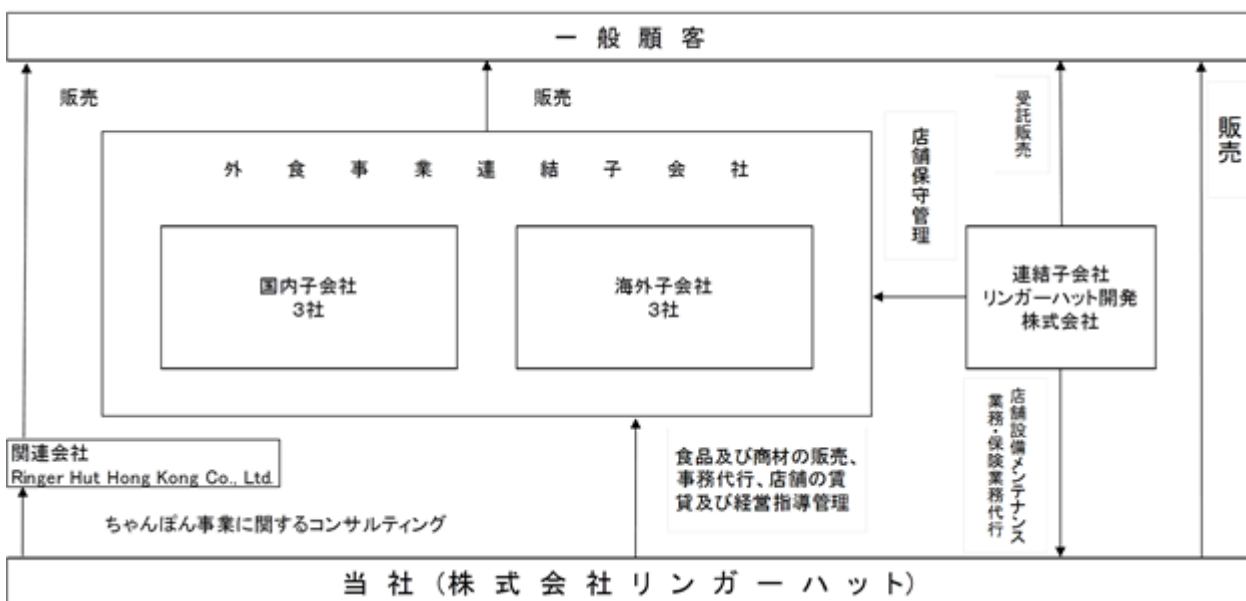 一般顧客
販売
販売
受託販売
販売
店舗保守管理
外食事業連結子会社
国内子会社
3社
海外子会社
3社
連結子会社
リンガーハット開発
株式会社
関連会社
Ringer Hut Hong Kong Co., Ltd.
ちゃんぽん事業に関するコンサルティング
食品及び商材の販売、
事務代行、店舗の賃
貸及び経営指導管理
店舗設備メンテナンス
業務・保険業務代行
当社（株式会社リンガーハット）